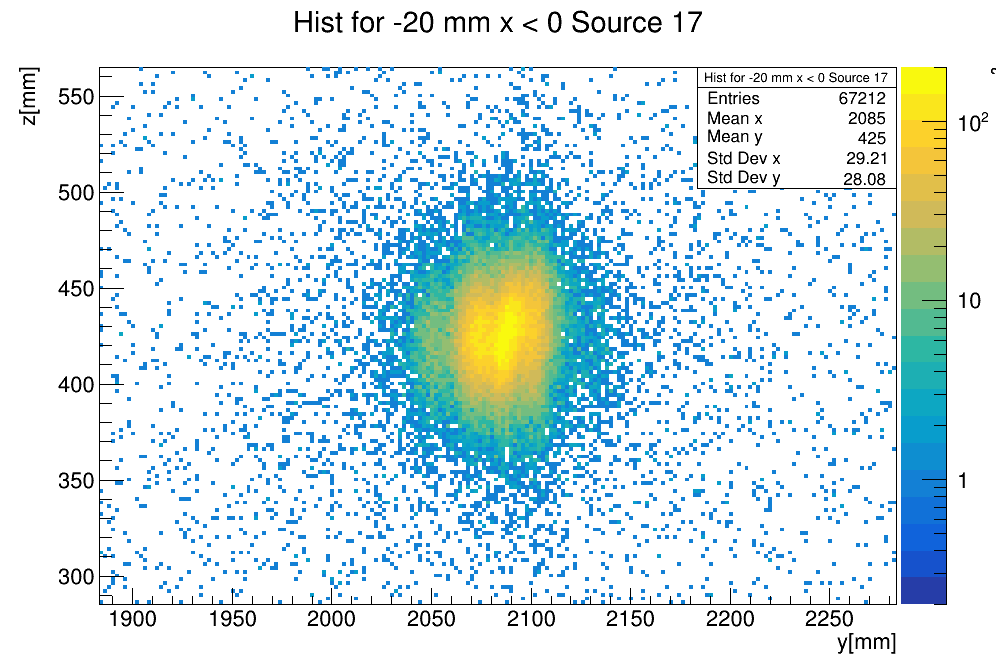 Hist for -20 mm x < 0 Source 17
z[mm]
Hist for -20 mm x < 0 Source 17
Entries 67212
Mean x 2085
Mean y 425
Std Dev x 29.21
Std Dev y 28.08
550
500
450
400
350
300
10²
10
1
1900 1950 2000 2050 2100 2150 2200 2250
y[mm]